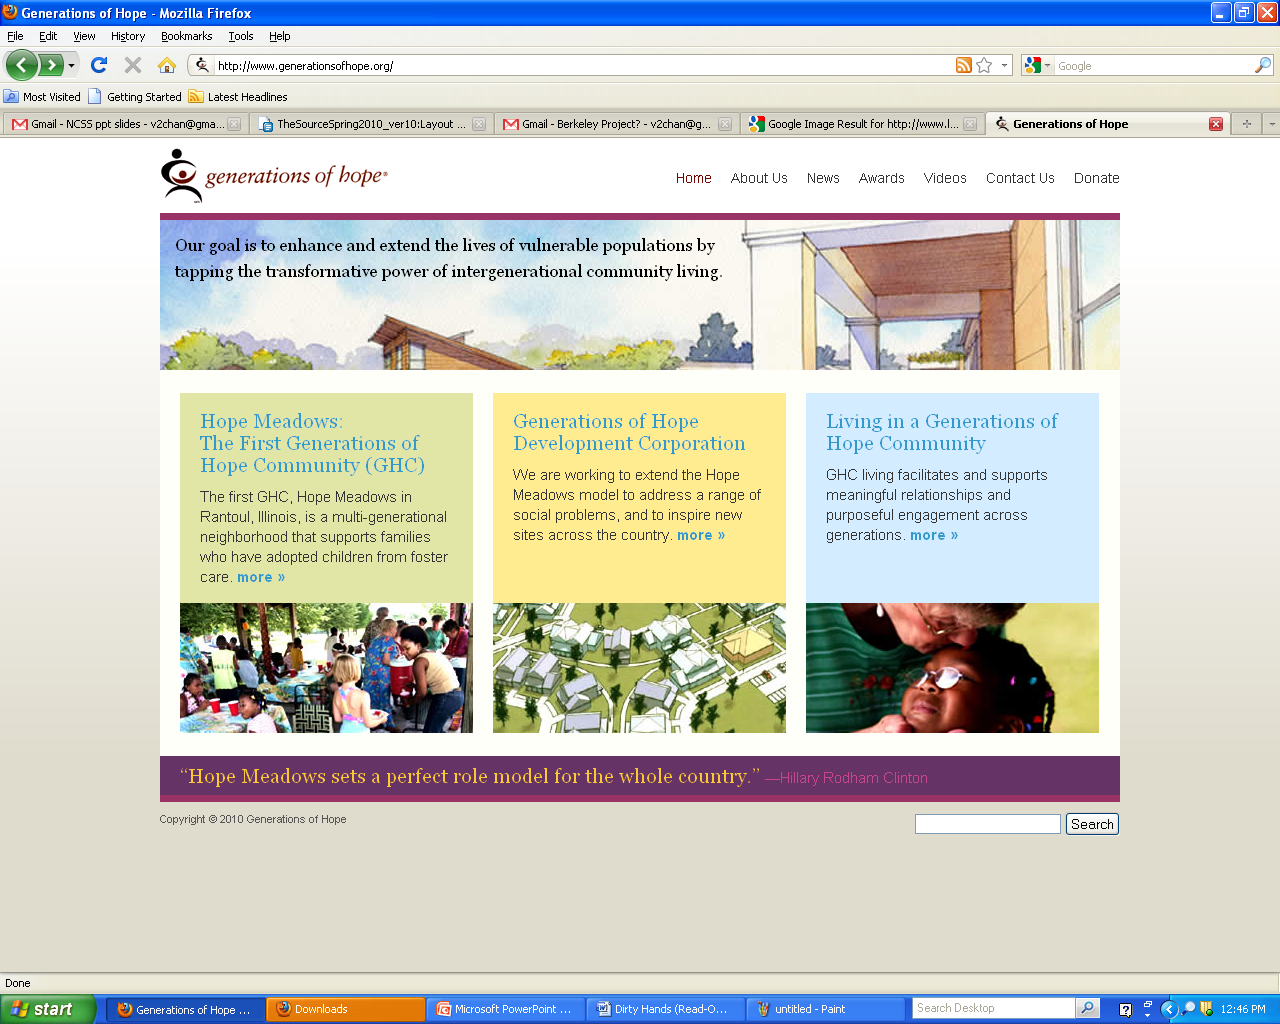 Generations of Hope - Mozilla Firefox
File Edit View History Bookmarks Tools Help
http://www.generationsofhope.org/
Google
Most Visited Getting Started Latest Headlines
Gmail - NCSS ppt slides - v2chan@gma...
TheSourceSpring2010_ver10:Layout ...
Gmail - Berkeley Project? - v2chan@g...
Google Image Result for http://www.l...
Generations of Hope
generations of hope®
Home About Us News Awards Videos Contact Us Donate
Our goal is to enhance and extend the lives of vulnerable populations by
tapping the transformative power of intergenerational community living.
Hope Meadows:
The First Generations of
Hope Community (GHC)
The first GHC, Hope Meadows in
Rantoul, Illinois, is a multi-generational
neighborhood that supports families
who have adopted children from foster
care. more »
Generations of Hope
Development Corporation
We are working to extend the Hope
Meadows model to address a range of
social problems, and to inspire new
sites across the country. more »
Living in a Generations of
Hope Community
GHC living facilitates and supports
meaningful relationships and
purposeful engagement across
generations. more »
“Hope Meadows sets a perfect role model for the whole country.” —Hillary Rodham Clinton
Copyright © 2010 Generations of Hope
Search
Done
start
Generations of Hope ...
Downloads
Microsoft PowerPoint ...
Dirty Hands (Read-O...
untitled - Paint
Search Desktop
12:46 PM